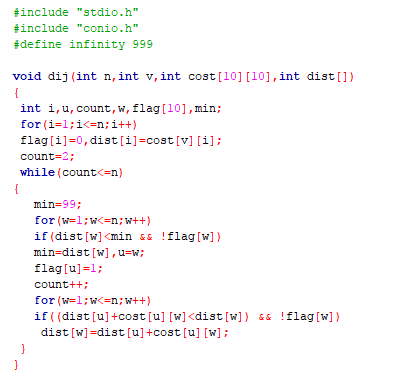 #include "stdio.h"
#include "conio.h"
#define infinity 999
void dij(int n,int v,int cost[10][10],int dist[])
{
int i,u,count,w,flag[10],min;
for(i=1;i<=n;i++)
flag[i]=0,dist[i]=cost[v][i];
count=2;
while(count<=n)
{
min=99;
for(w=1;w<=n;w++)
if(dist[w]<min && !flag[w])
min=dist[w],u=w;
flag[u]=1;
count++;
for(w=1;w<=n;w++)
if((dist[u]+cost[u][w]<dist[w]) && !flag[w])
dist[w]=dist[u]+cost[u][w];
}
}